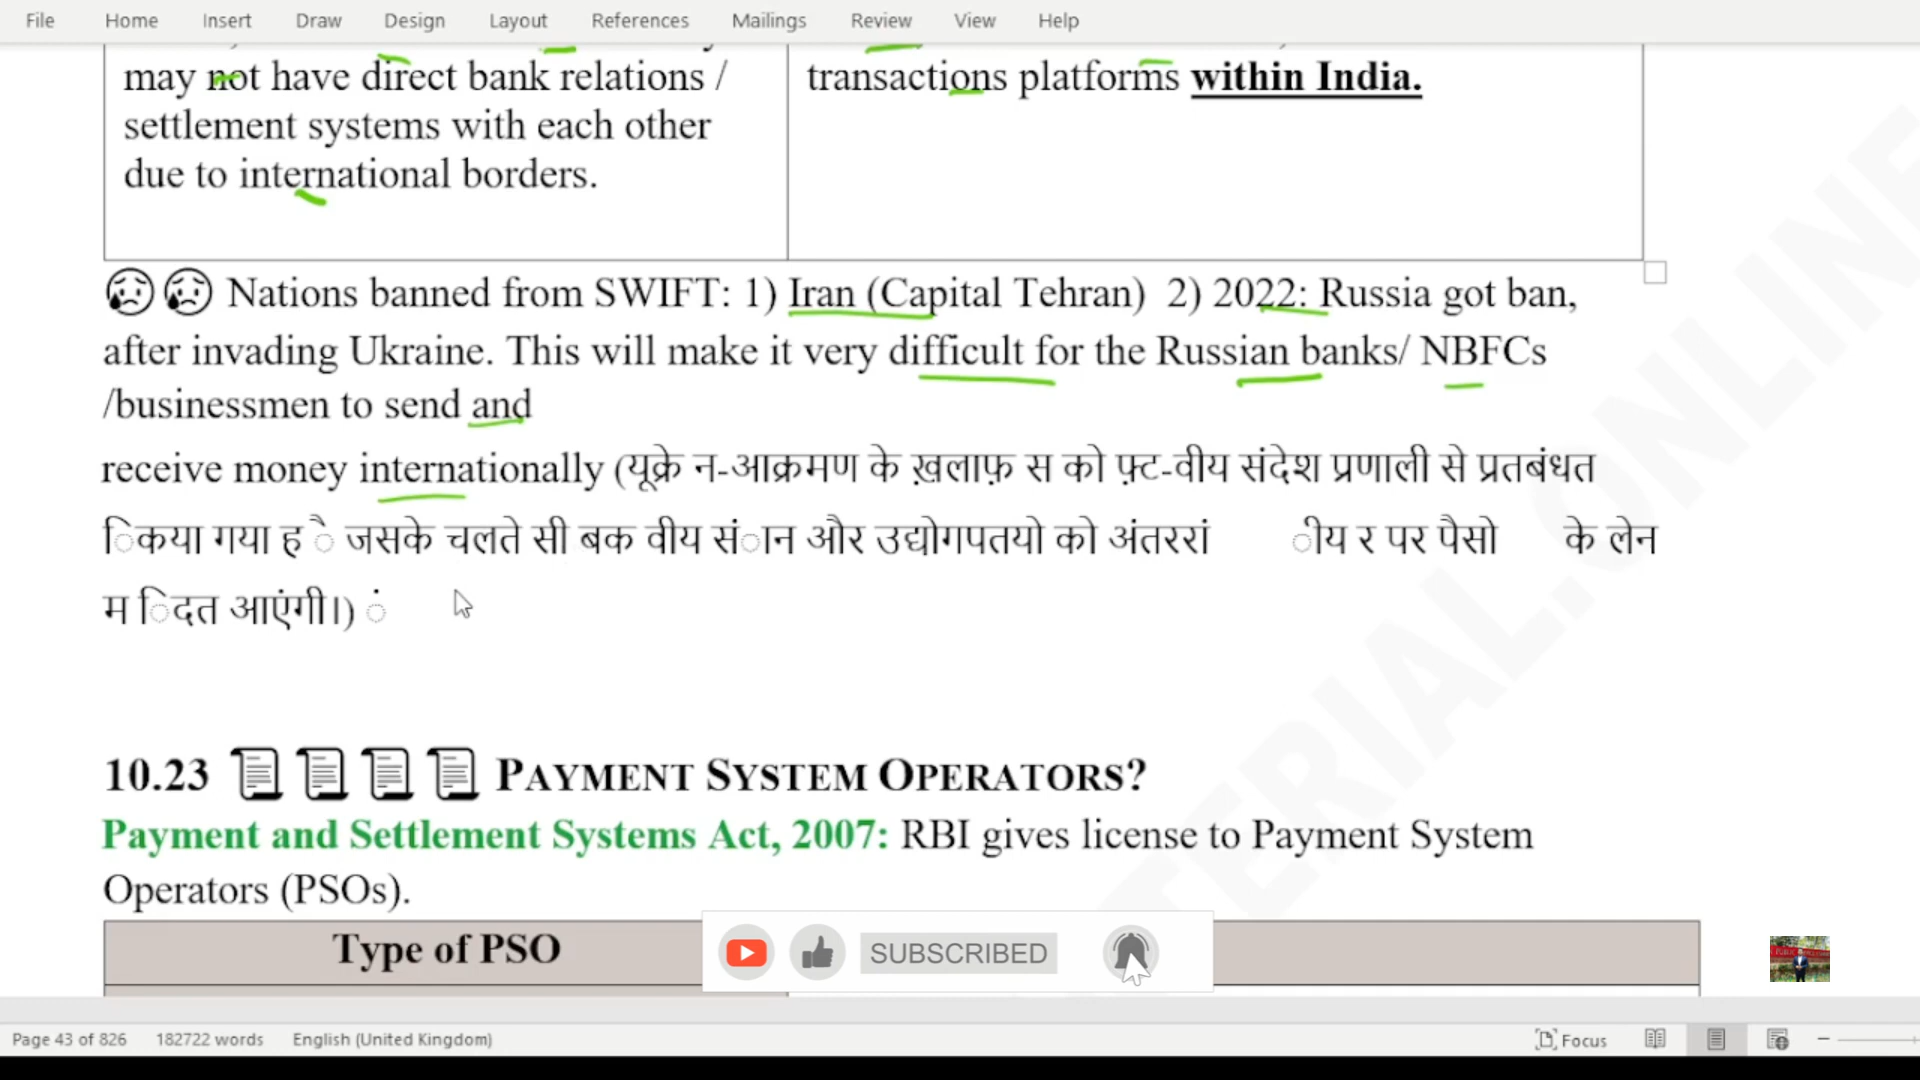 File Home Insert Draw Design Layout References Mailings Review View Help
may not have direct bank relations /
settlement systems with each other
due to international borders.
transactions platforms within India.
Nations banned from SWIFT: 1) Iran (Capital Tehran) 2) 2022: Russia got ban,
after invading Ukraine. This will make it very difficult for the Russian banks/ NBFCs
/businessmen to send and
receive money internationally (यूक्रे न-आक्रमण के ख़लाफ़ स को फ़्ट-वीय संदेश प्रणाली से प्रतबंधत
िकया गया ह ै जसके चलते सी बक वीय संान और उद्योगपतयो को अंतररां ीय र पर पैसो के लेन
म िदत आएंगी।) ं
10.23 PAYMENT SYSTEM OPERATORS?
Payment and Settlement Systems Act, 2007: RBI gives license to Payment System
Operators (PSOs).
Type of PSO
SUBSCRIBED
Page 43 of 826 182722 words English (United Kingdom) Focus
ERIAL.ONLINE